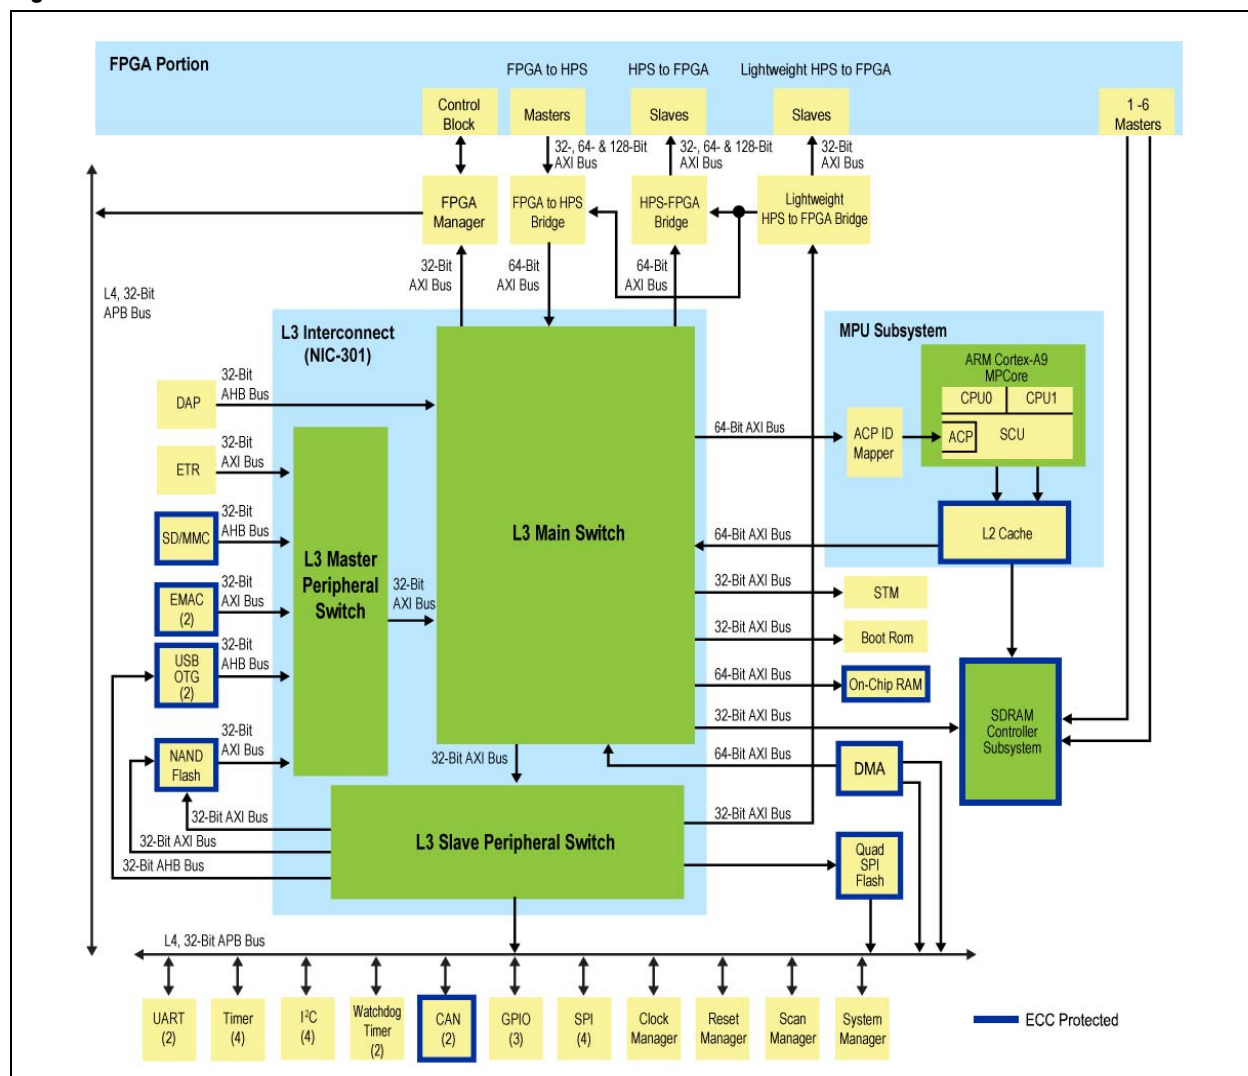 FPGA Portion
FPGA to HPS
HPS to FPGA
Lightweight HPS to FPGA
Control
Block
Masters
Slaves
Slaves
1 -6
Masters
32-, 64- & 128-Bit
AXI Bus
32-, 64- & 128-Bit
AXI Bus
32-Bit
AXI Bus
FPGA
Manager
FPGA to HPS
Bridge
HPS-FPGA
Bridge
Lightweight
HPS to FPGA Bridge
32-Bit
AXI Bus
64-Bit
AXI Bus
64-Bit
AXI Bus
L4, 32-Bit
APB Bus
L3 Interconnect
(NIC-301)
MPU Subsystem
ARM Cortex-A9
MPCore
CPU0
CPU1
ACP
SCU
ACP ID
Mapper
64-Bit AXI Bus
DAP
32-Bit
AHB Bus
ETR
32-Bit
AXI Bus
SD/MMC
32-Bit
AHB Bus
EMAC
(2)
32-Bit
AXI Bus
USB
OTG
(2)
32-Bit
AHB Bus
NAND
Flash
32-Bit
AXI Bus
L3 Master
Peripheral
Switch
32-Bit
AXI Bus
L3 Main Switch
64-Bit AXI Bus
L2 Cache
32-Bit AXI Bus
STM
32-Bit AXI Bus
Boot Rom
64-Bit AXI Bus
On-Chip RAM
32-Bit AXI Bus
SDRAM
Controller
Subsystem
32-Bit AXI Bus
64-Bit AXI Bus
DMA
32-Bit AXI Bus
32-Bit AXI Bus
32-Bit AHB Bus
L3 Slave Peripheral Switch
32-Bit AXI Bus
Quad
SPI
Flash
L4, 32-Bit APB Bus
UART
(2)
Timer
(4)
I²C
(4)
Watchdog
Timer
(2)
CAN
(2)
GPIO
(3)
SPI
(4)
Clock
Manager
Reset
Manager
Scan
Manager
System
Manager
ECC Protected